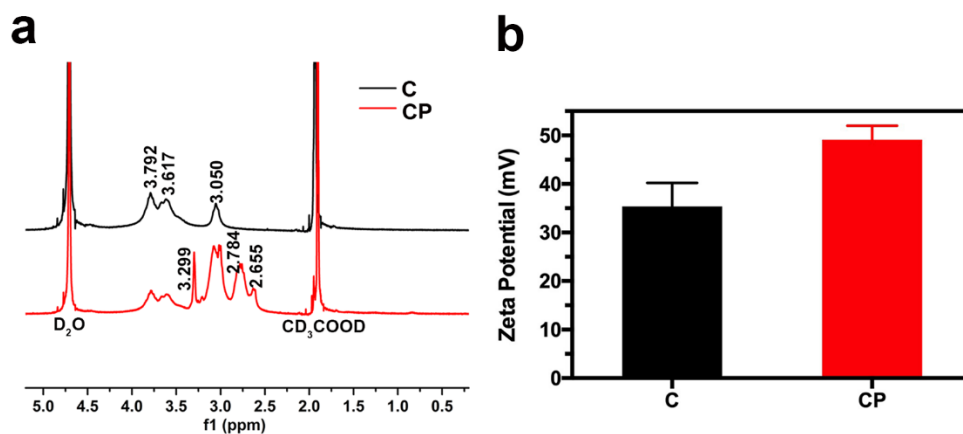 a
C
CP
3.792
3.617
3.050
3.299
2.784
2.655
D₂O
CD₃COOD
5.0 4.5 4.0 3.5 3.0 2.5 2.0 1.5 1.0 0.5
f1 (ppm)
b
Zeta Potential (mV)
50
40
30
20
10
0
C CP